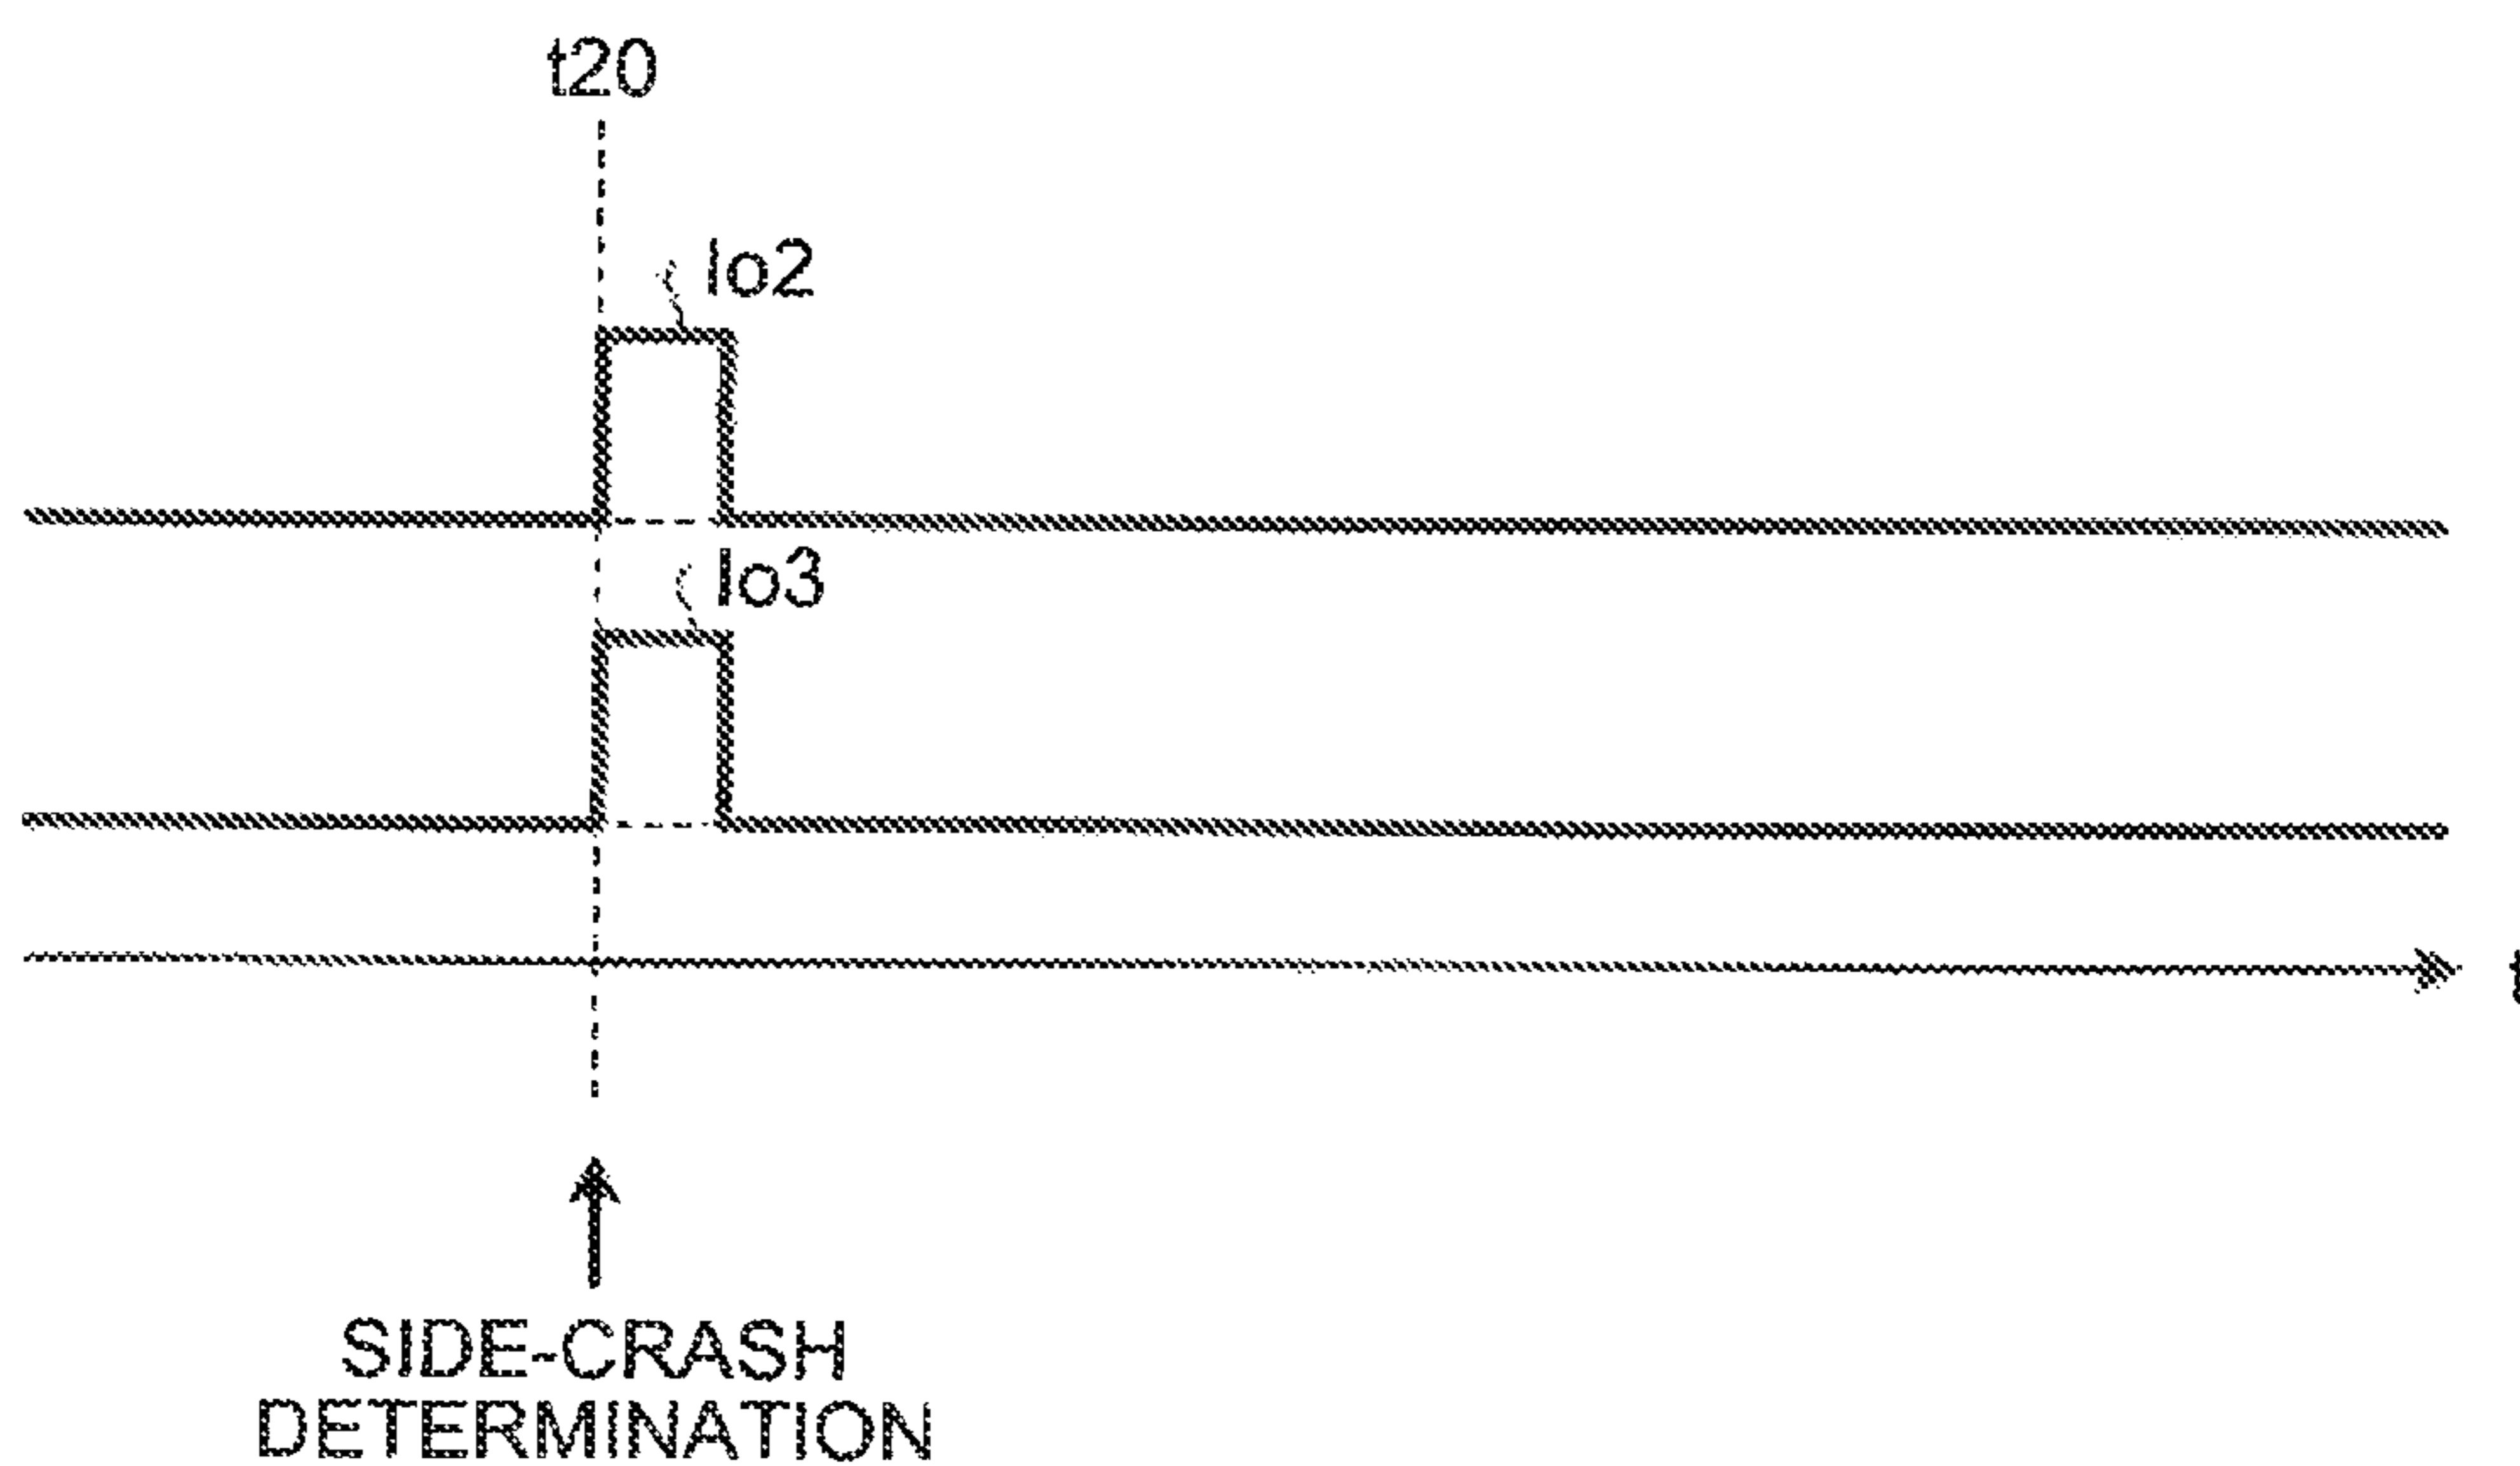 t20
Io2
Io3
t
SIDE-CRASH
DETERMINATION